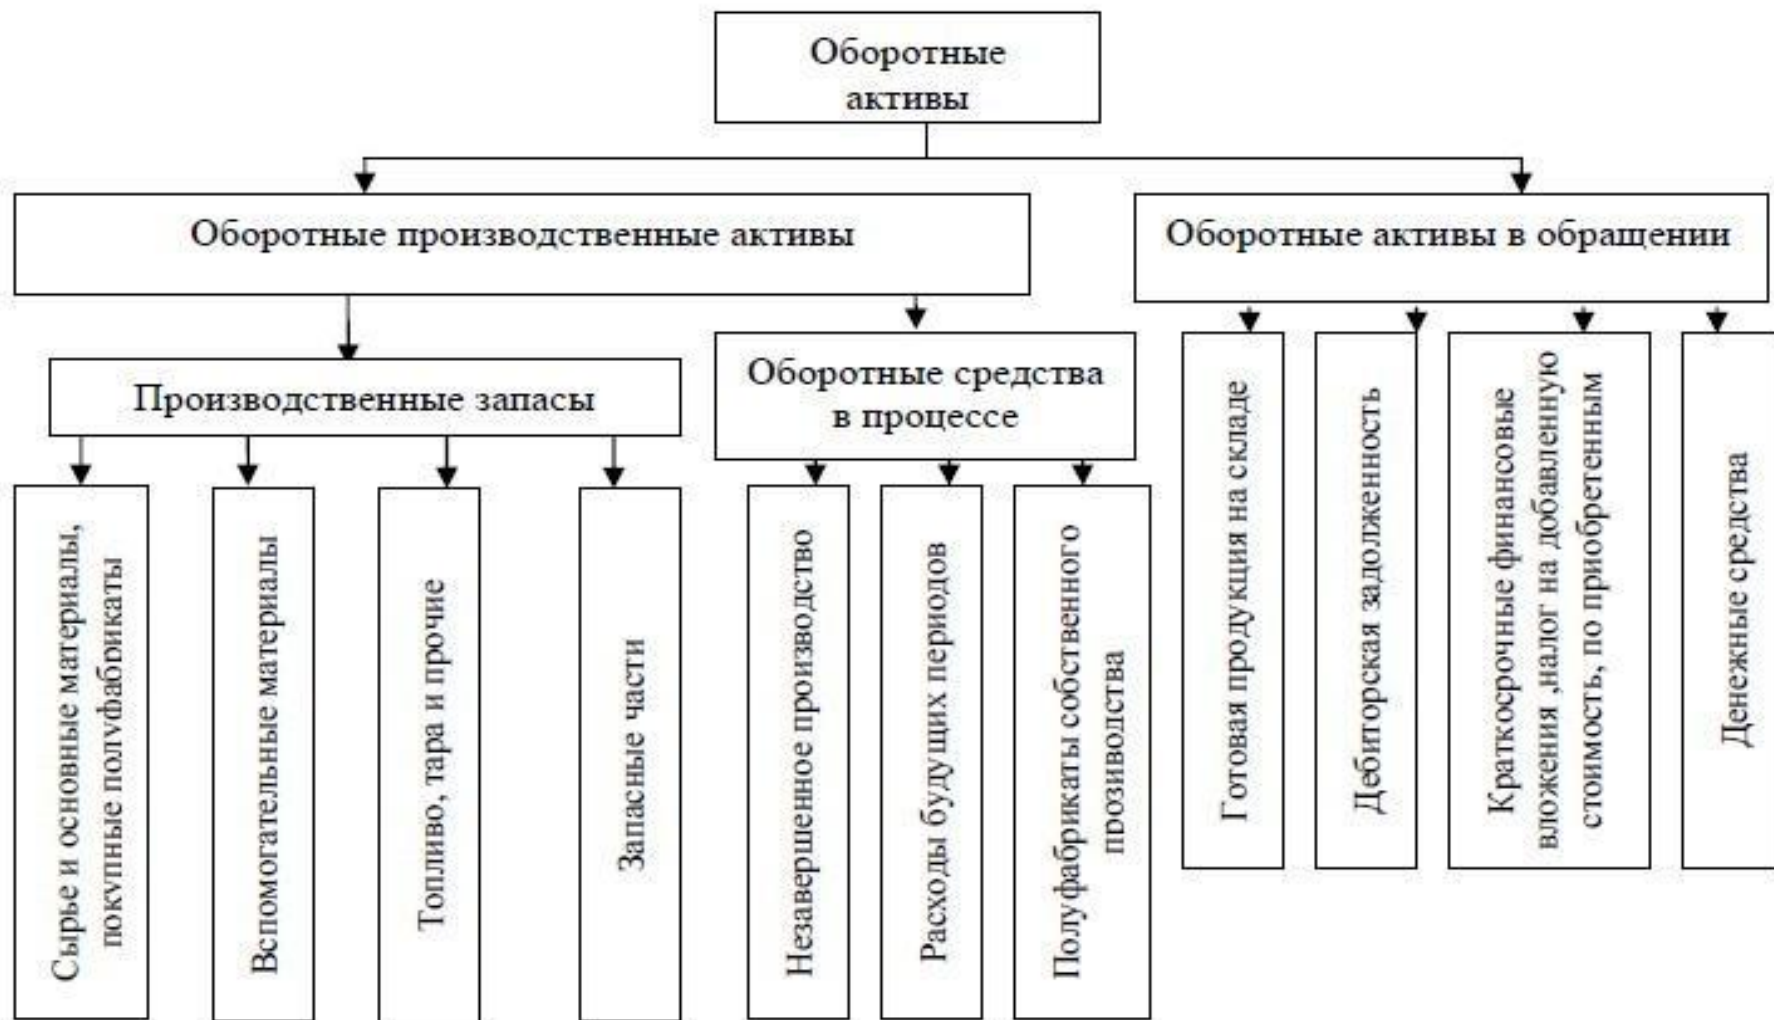 Оборотные
активы
Оборотные производственные активы
Оборотные активы в обращении
Производственные запасы
Оборотные средства
в процессе
Сырье и основные материалы,
покупные полуфабрикаты
Вспомогательные материалы
Топливо, тара и прочие
Запасные части
Незавершенное производство
Расходы будущих периодов
Полуфабрикаты собственного
прозиводства
Готовая продукция на складе
Дебиторская задолженность
Краткосрочные финансовые
вложения ,налог на добавленную
стоимость, по приобретенным
Денежные средства